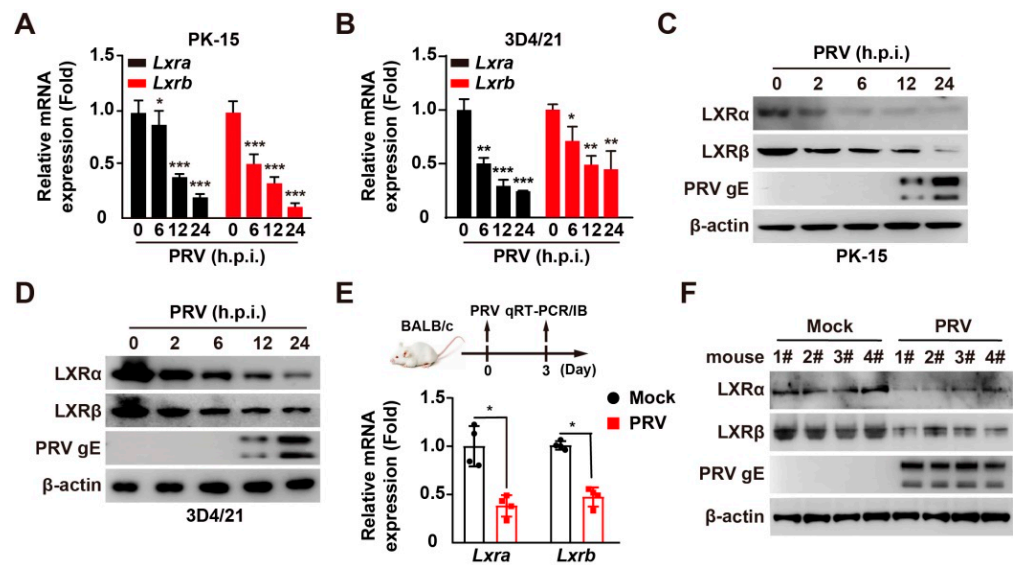 A
PK-15
Lxra
Lxrb
Relative mRNA
expression (Fold)
1.5
1.0
0.5
0
*
***
***
***
***
***
0 6 12 24 0 6 12 24
PRV (h.p.i.)
B
3D4/21
Lxra
Lxrb
Relative mRNA
expression (Fold)
1.5
1.0
0.5
0
**
***
***
*
**
**
0 6 12 24 0 6 12 24
PRV (h.p.i.)
C
PRV (h.p.i.)
0 2 6 12 24
LXRα
LXRβ
PRV gE
β-actin
PK-15
D
PRV (h.p.i.)
0 2 6 12 24
LXRα
LXRβ
PRV gE
β-actin
3D4/21
E
PRV qRT-PCR/IB
BALB/c
0 3 (Day)
Mock
PRV
Relative mRNA
expression (Fold)
1.5
1.0
0.5
0
*
*
Lxra Lxrb
F
Mock PRV
mouse 1# 2# 3# 4# 1# 2# 3# 4#
LXRα
LXRβ
PRV gE
β-actin